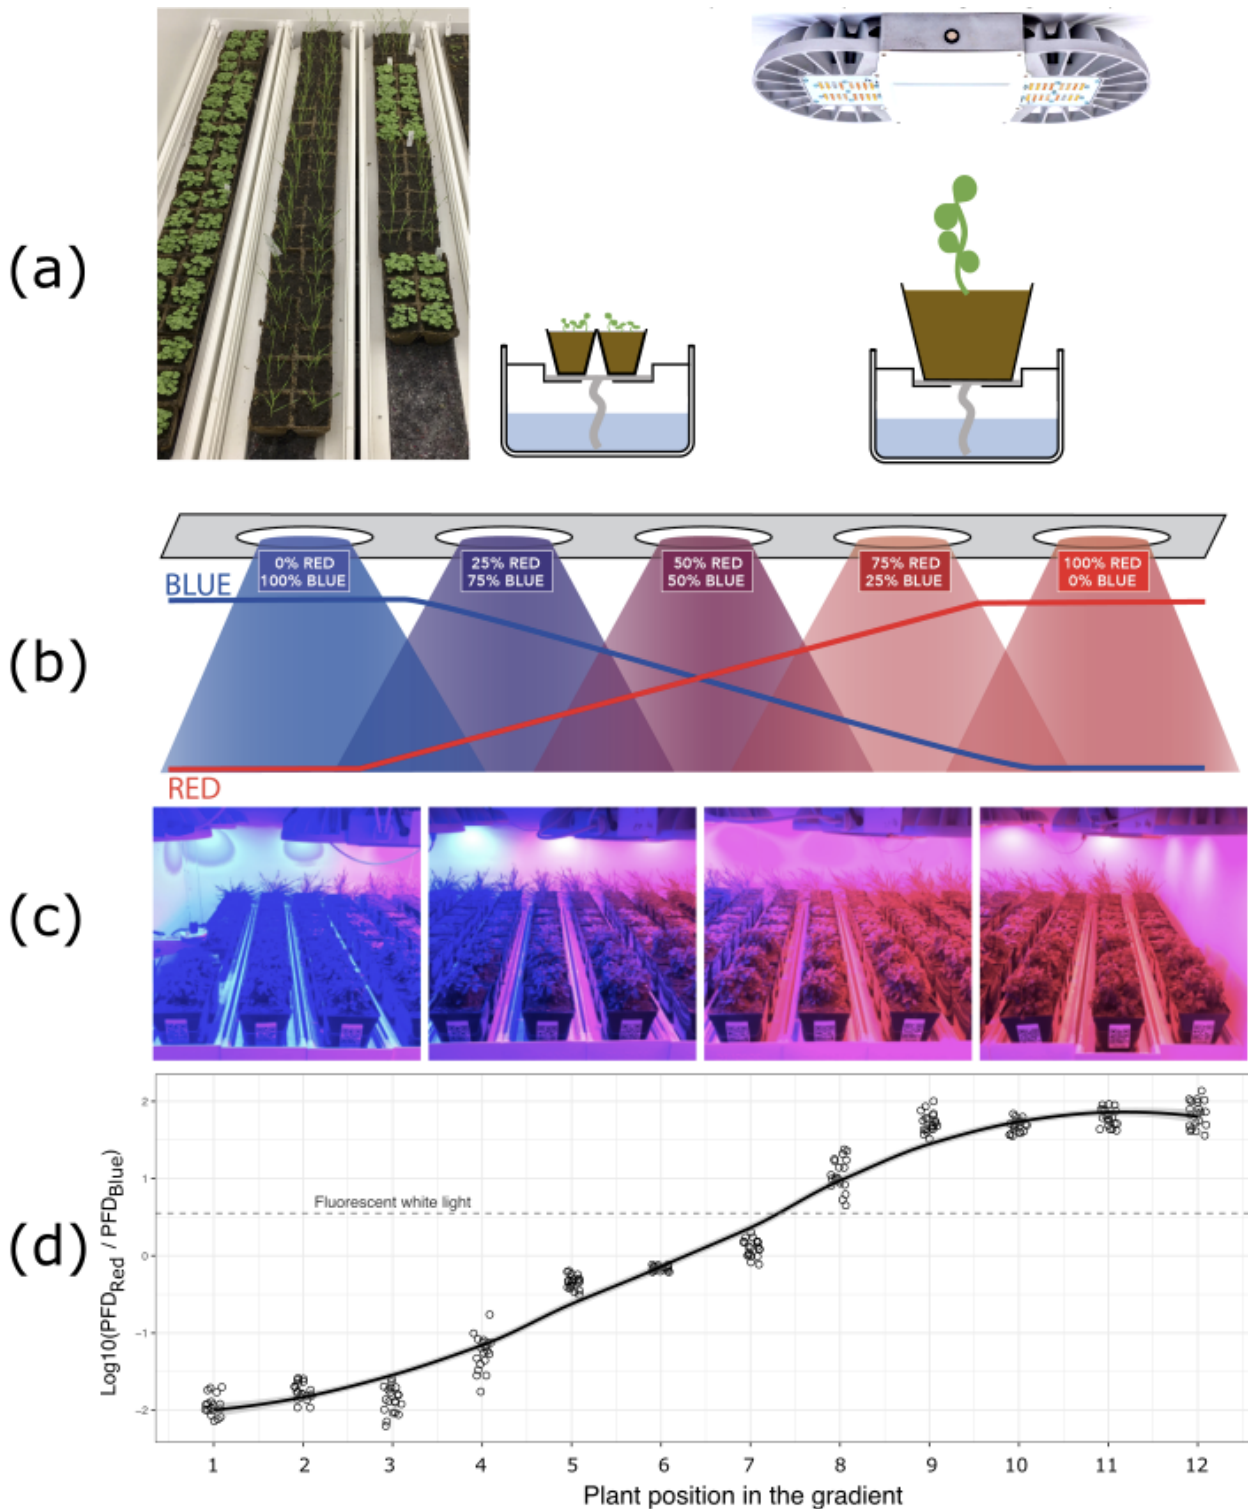 (a)
(b)
0% RED
100% BLUE
25% RED
75% BLUE
50% RED
50% BLUE
75% RED
25% BLUE
100% RED
0% BLUE
BLUE
RED
(c)
(d)
Log10(PFD_Red / PFD_Blue)
2
1
0
−1
−2
Fluorescent white light
1 2 3 4 5 6 7 8 9 10 11 12
Plant position in the gradient